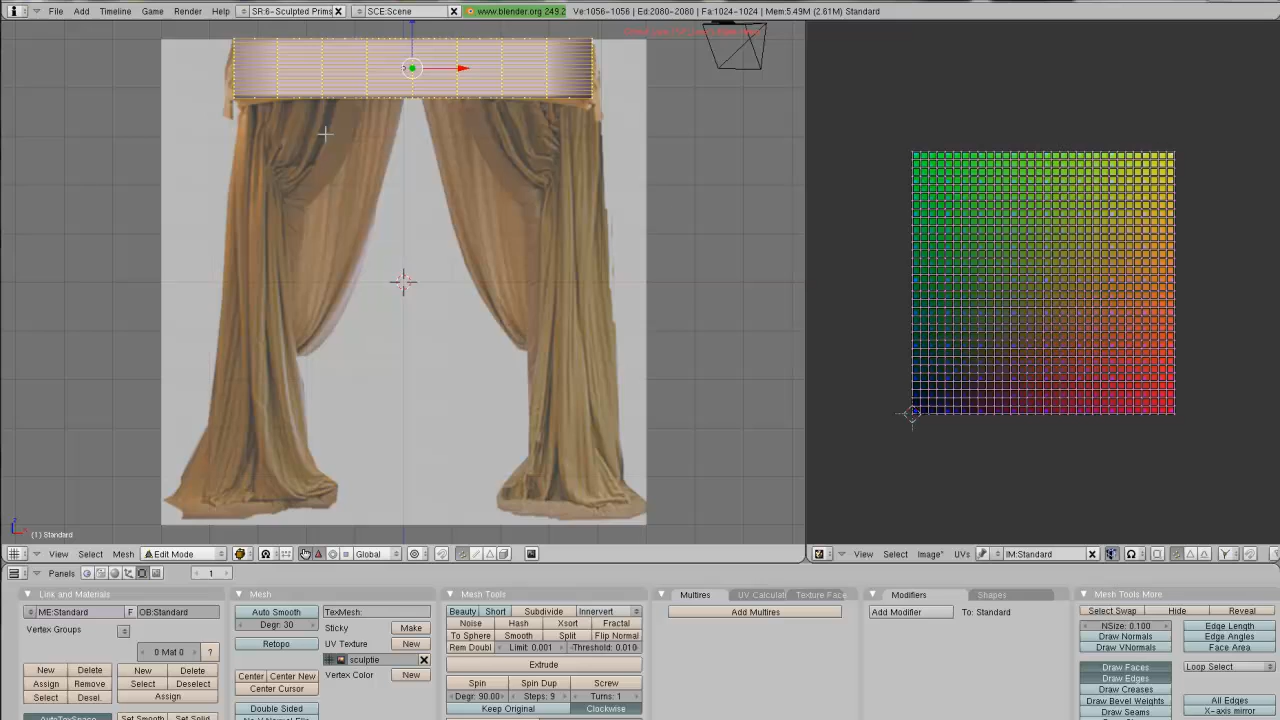 File Add Timeline Game Render Help SR:6-Sculpted Prims SCE:Scene www.blender.org 249.2 Ve:1056-1056 | Ed:2080-2080 | Fa:1024-1024 | Mem:5.49M (2.61M) Standard
(1) Standard
View Select Mesh Edit Mode Global View Select Image* UVs IM:Standard
Panels 1
Link and Materials Mesh Mesh Tools Multires UV Calculati Texture Face Modifiers Shapes Mesh Tools More
ME:Standard F OB:Standard Auto Smooth TexMesh: Beauty Short Subdivide Innervert Add Multires Add Modifier To: Standard Select Swap Hide Reveal
Vertex Groups Degr: 30 Sticky Make Noise Hash Xsort Fractal NSize: 0.100 Edge Length
0 Mat 0 ? Retopo UV Texture New To Sphere Smooth Split Flip Normal Draw Normals Edge Angles
sculptie Rem Doubl Limit: 0.001 Threshold: 0.010 Draw VNormals Face Area
New Delete New Delete Center Center New Vertex Color New Extrude Draw Faces Loop Select
Assign Remove Select Deselect Center Cursor Spin Spin Dup Screw Draw Edges
Select Desel. Assign Double Sided Degr: 90.00 Steps: 9 Turns: 1 Draw Creases All Edges
Keep Original Clockwise Draw Bevel Weights X-axis mirror
AutoTexSpace Set Smooth Set Solid No V.Normal Flip Draw Seams